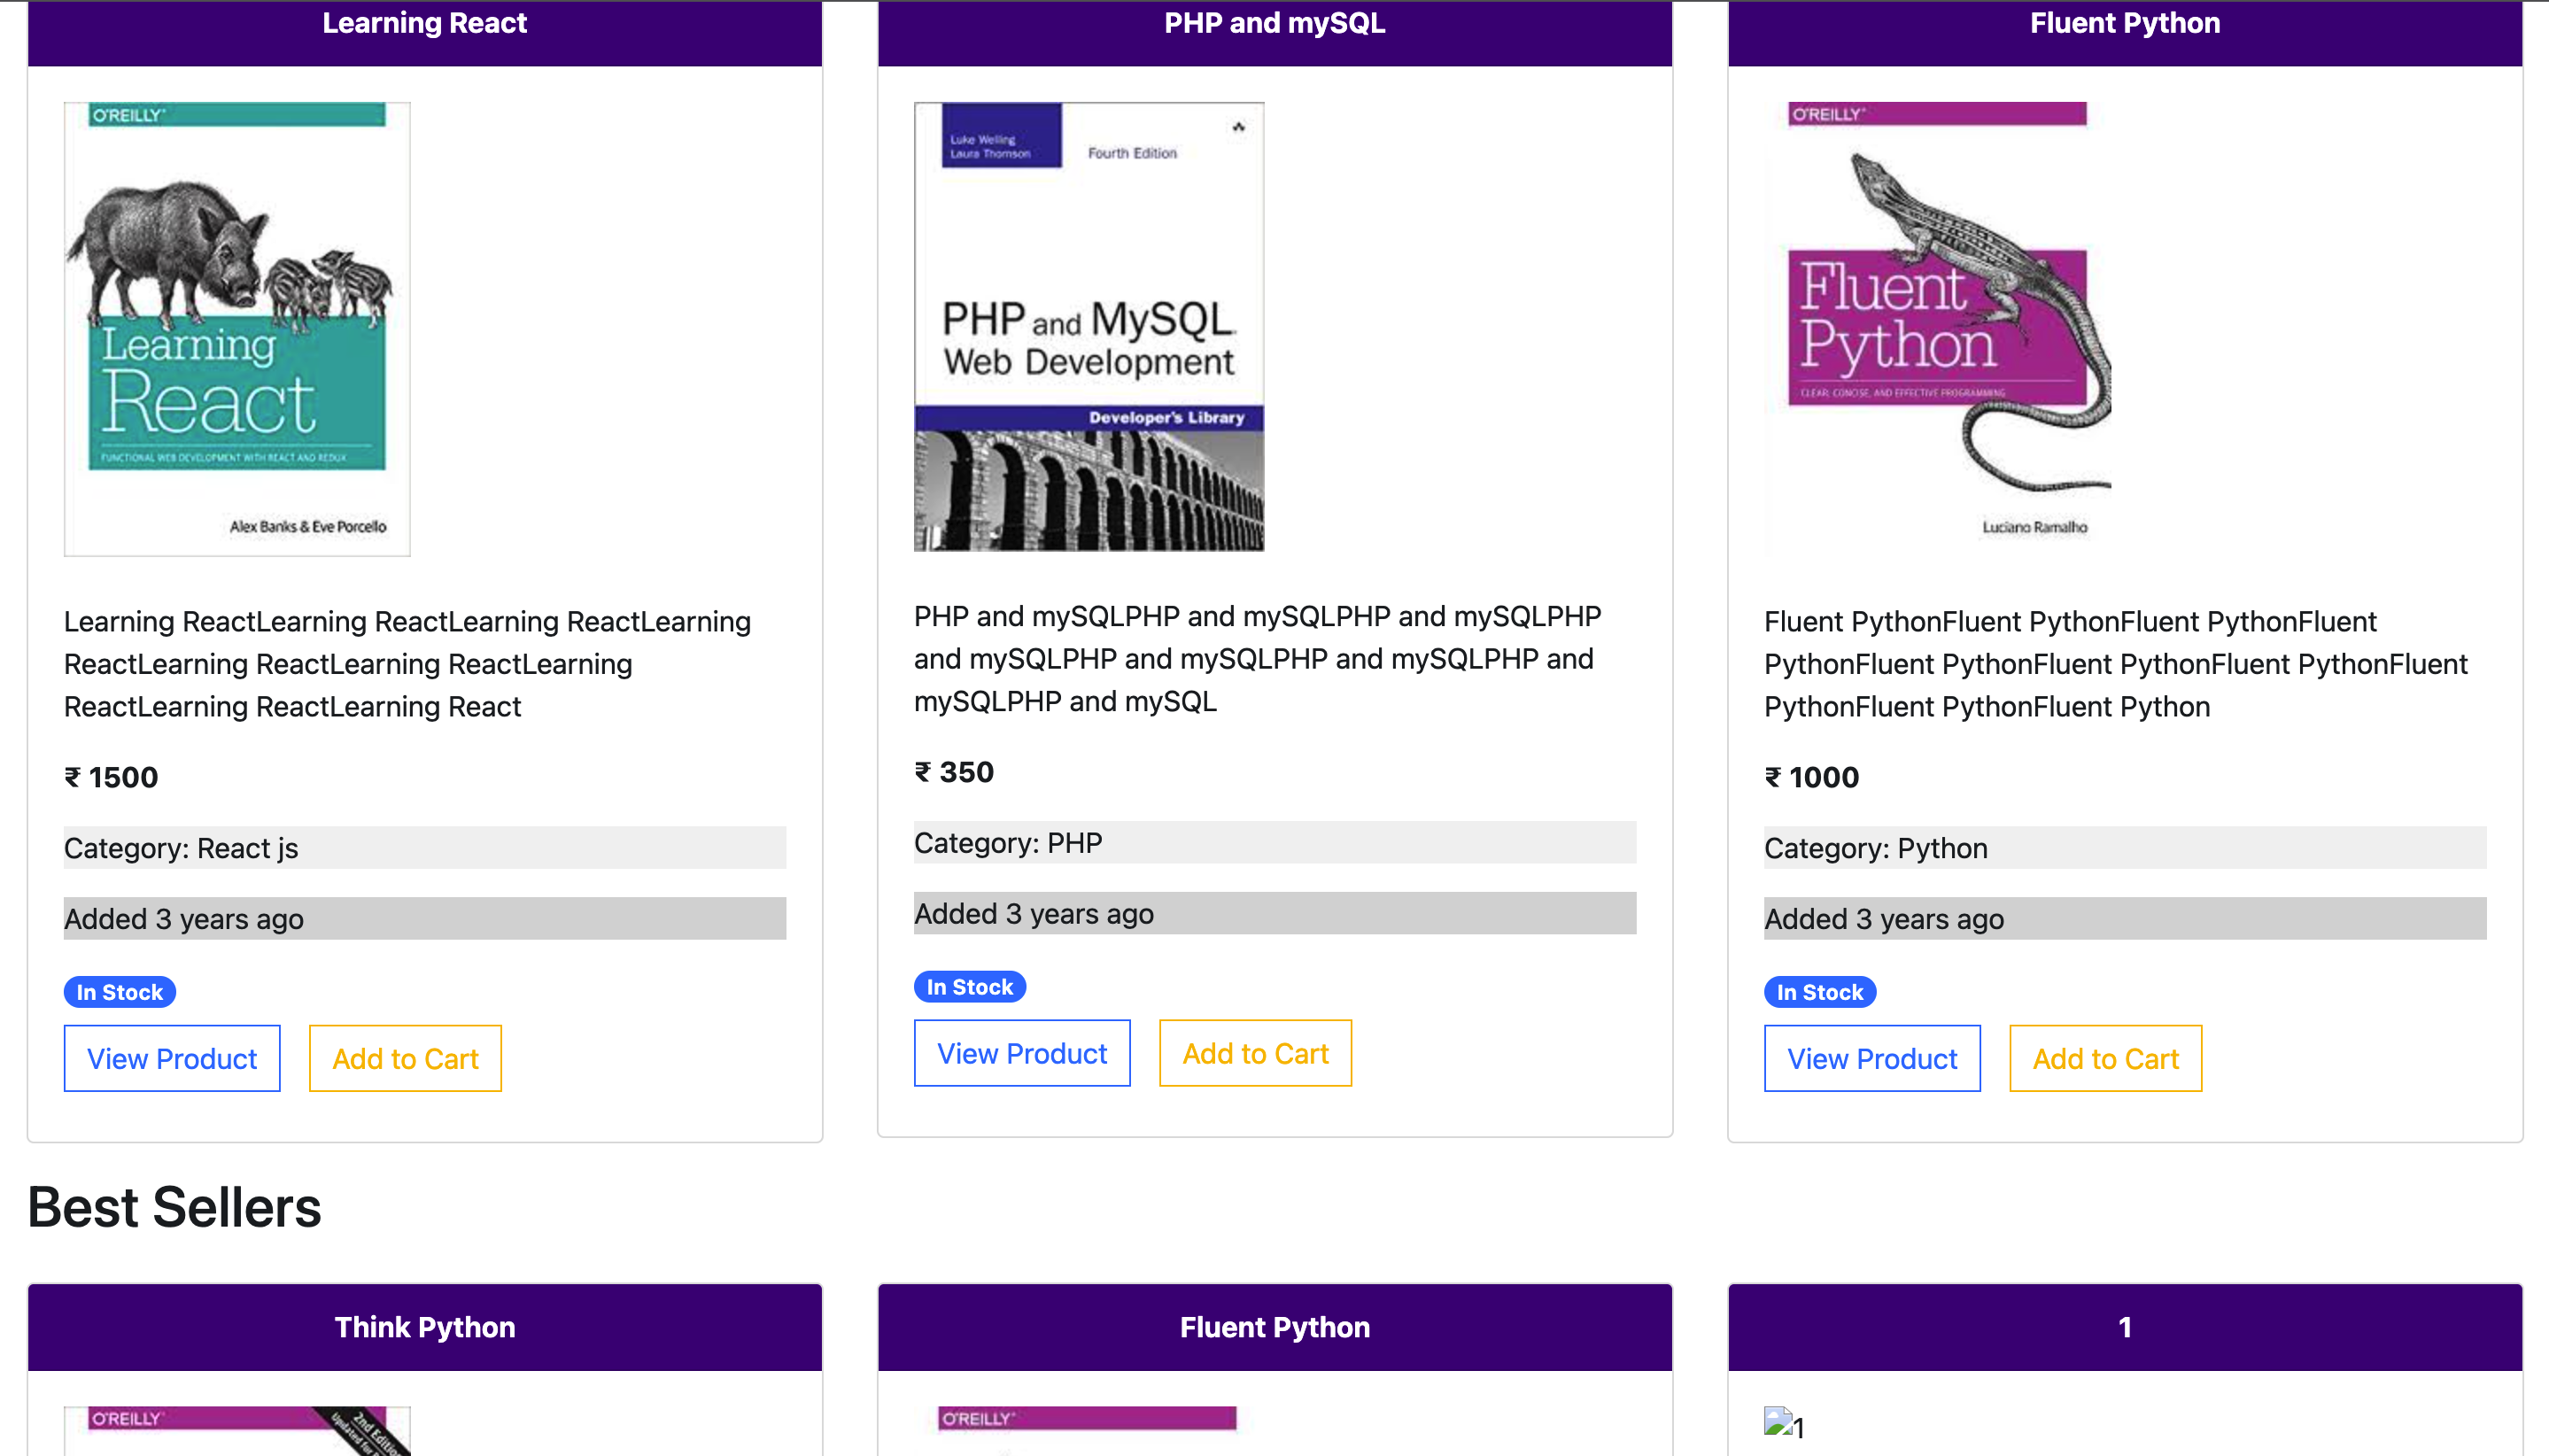 Learning React
O'REILLY
Learning
React
FUNCTIONAL WEB DEVELOPMENT WITH REACT AND REDUX
Alex Banks & Eve Porcello
Learning ReactLearning ReactLearning ReactLearning
ReactLearning ReactLearning ReactLearning
ReactLearning ReactLearning React
₹ 1500
Category: React js
Added 3 years ago
In Stock
View Product
Add to Cart
PHP and mySQL
Luke Welling
Laura Thomson
Fourth Edition
PHP and MySQL
Web Development
Developer's Library
PHP and mySQLPHP and mySQLPHP and mySQLPHP
and mySQLPHP and mySQLPHP and mySQLPHP and
mySQLPHP and mySQL
₹ 350
Category: PHP
Added 3 years ago
In Stock
View Product
Add to Cart
Fluent Python
O'REILLY
Fluent
Python
CLEAR, CONCISE, AND EFFECTIVE PROGRAMMING
Luciano Ramalho
Fluent PythonFluent PythonFluent PythonFluent
PythonFluent PythonFluent PythonFluent PythonFluent
PythonFluent PythonFluent Python
₹ 1000
Category: Python
Added 3 years ago
In Stock
View Product
Add to Cart
Best Sellers
Think Python
O'REILLY
2nd Edition
Updated for
Fluent Python
O'REILLY
1
1